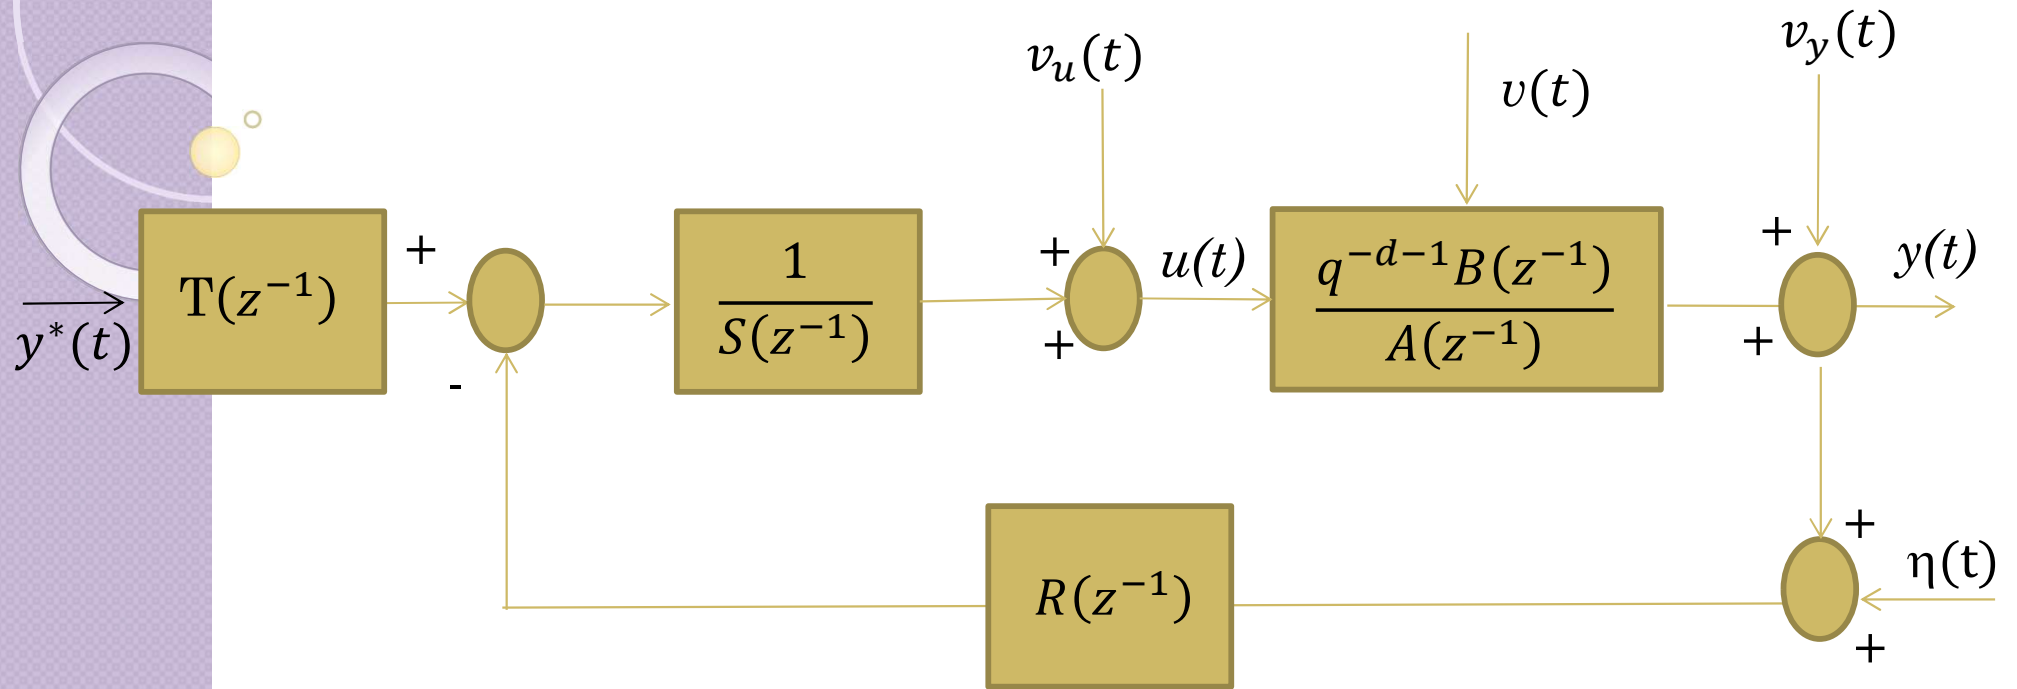 v_u(t)
υ(t)
v_y(t)
y*(t)
T(z⁻¹)
+
-
1
S(z⁻¹)
+
+
u(t)
q^{-d-1}B(z⁻¹)
A(z⁻¹)
+
+
y(t)
+
η(t)
+
R(z⁻¹)